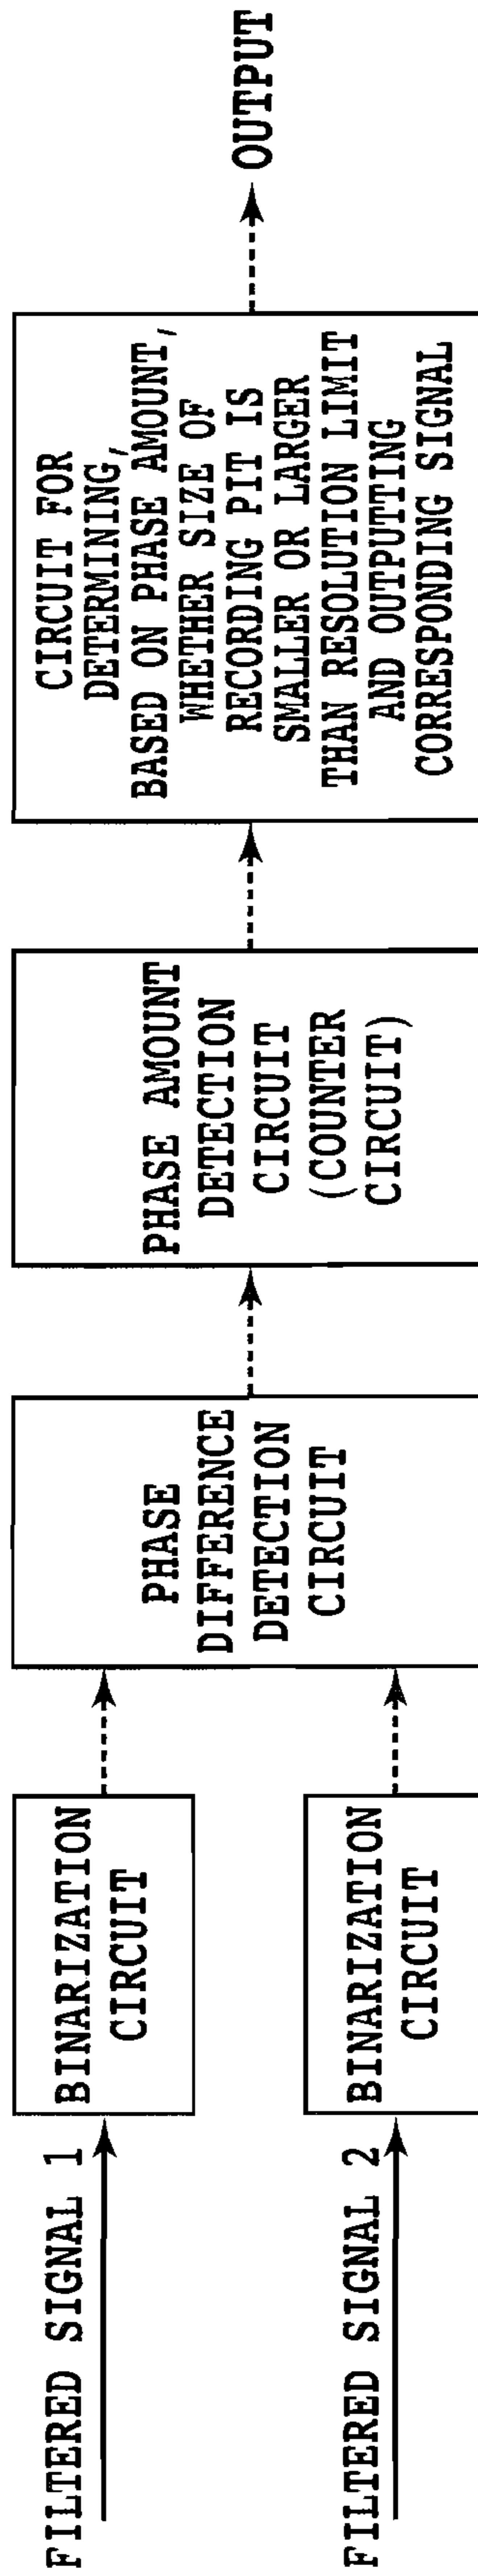 FILTERED SIGNAL 1
BINARIZATION
CIRCUIT
FILTERED SIGNAL 2
BINARIZATION
CIRCUIT
PHASE
DIFFERENCE
DETECTION
CIRCUIT
PHASE AMOUNT
DETECTION
CIRCUIT
(COUNTER
CIRCUIT)
CIRCUIT FOR
DETERMINING,
BASED ON PHASE AMOUNT,
WHETHER SIZE OF
RECORDING PIT IS
SMALLER OR LARGER
THAN RESOLUTION LIMIT
AND OUTPUTTING
CORRESPONDING SIGNAL
OUTPUT